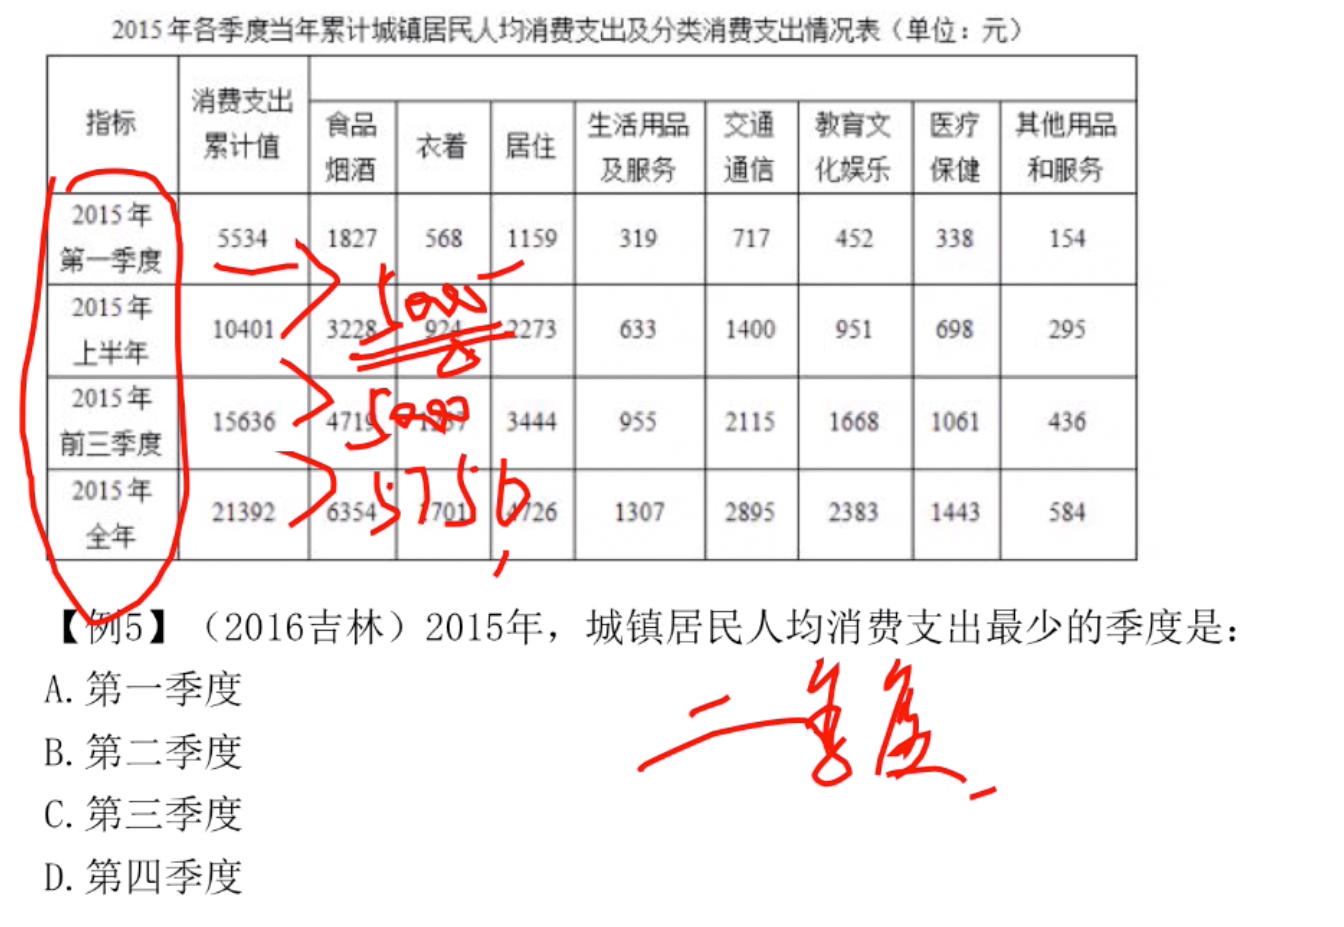 2015年各季度当年累计城镇居民人均消费支出及分类消费支出情况表（单位：元）
指标 消费支出累计值 食品烟酒 衣着 居住 生活用品及服务 交通通信 教育文化娱乐 医疗保健 其他用品和服务
2015年第一季度 5534 1827 568 1159 319 717 452 338 154
2015年上半年 10401 3228 924 2273 633 1400 951 698 295
2015年前三季度 15636 4719 3444 955 2115 1668 1061 436
2015年全年 21392 6354 1701 4726 1307 2895 2383 1443 584
5000
5756
【例5】（2016吉林）2015年，城镇居民人均消费支出最少的季度是：
A.第一季度
二季度
B.第二季度
C.第三季度
D.第四季度